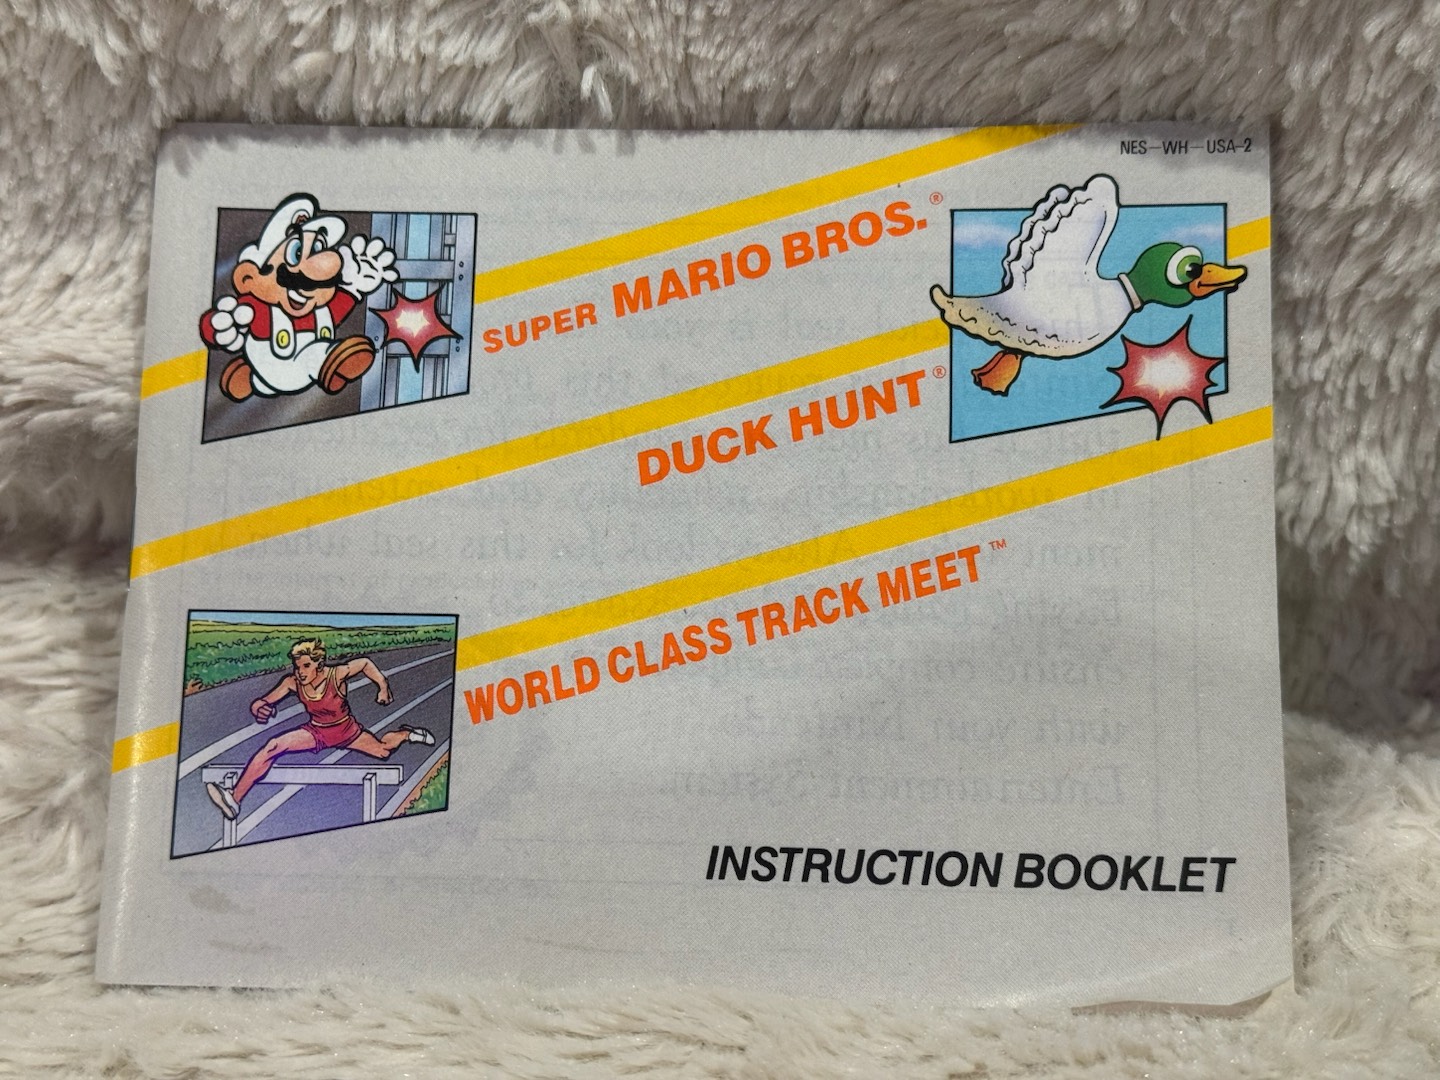 NES-WH-USA-2
SUPER MARIO BROS.®
DUCK HUNT®
WORLD CLASS TRACK MEET™
INSTRUCTION BOOKLET